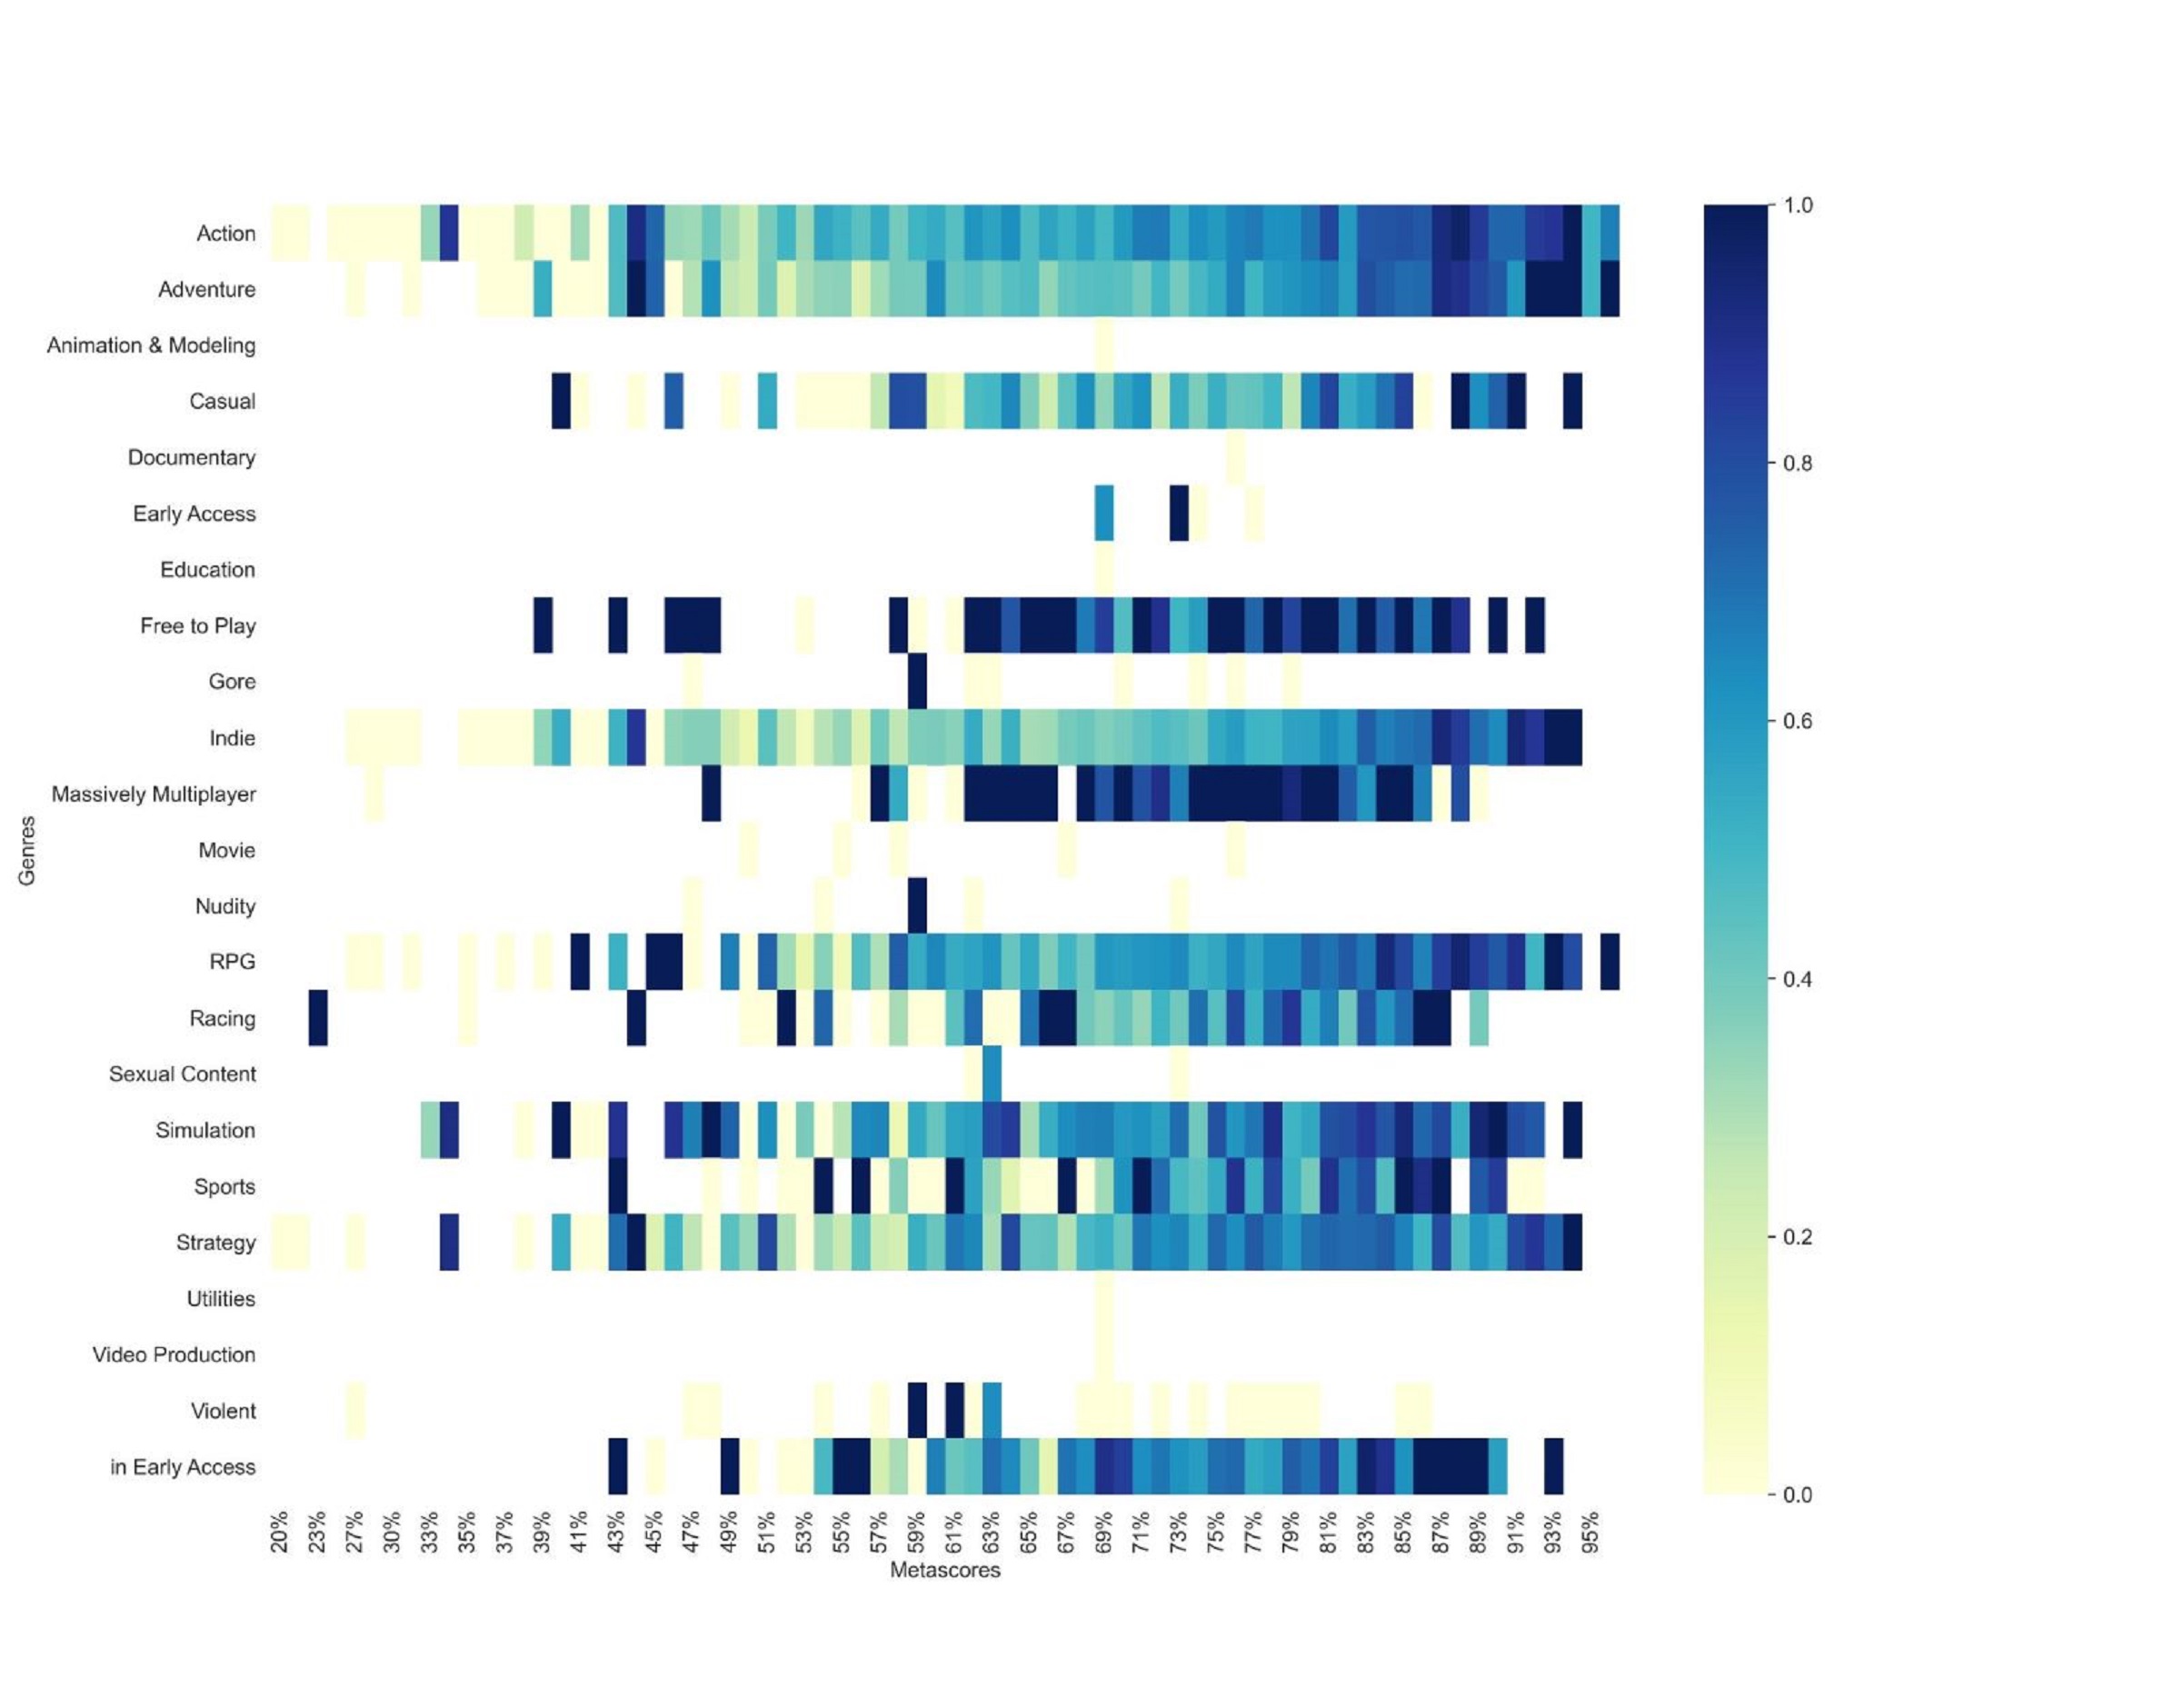 Genres
Action
Adventure
Animation & Modeling
Casual
Documentary
Early Access
Education
Free to Play
Gore
Indie
Massively Multiplayer
Movie
Nudity
RPG
Racing
Sexual Content
Simulation
Sports
Strategy
Utilities
Video Production
Violent
in Early Access
20%
23%
27%
30%
33%
35%
37%
39%
41%
43%
45%
47%
49%
51%
53%
55%
57%
59%
61%
63%
65%
67%
69%
71%
73%
75%
77%
79%
81%
83%
85%
87%
89%
91%
93%
95%
Metascores
1.0
0.8
0.6
0.4
0.2
0.0